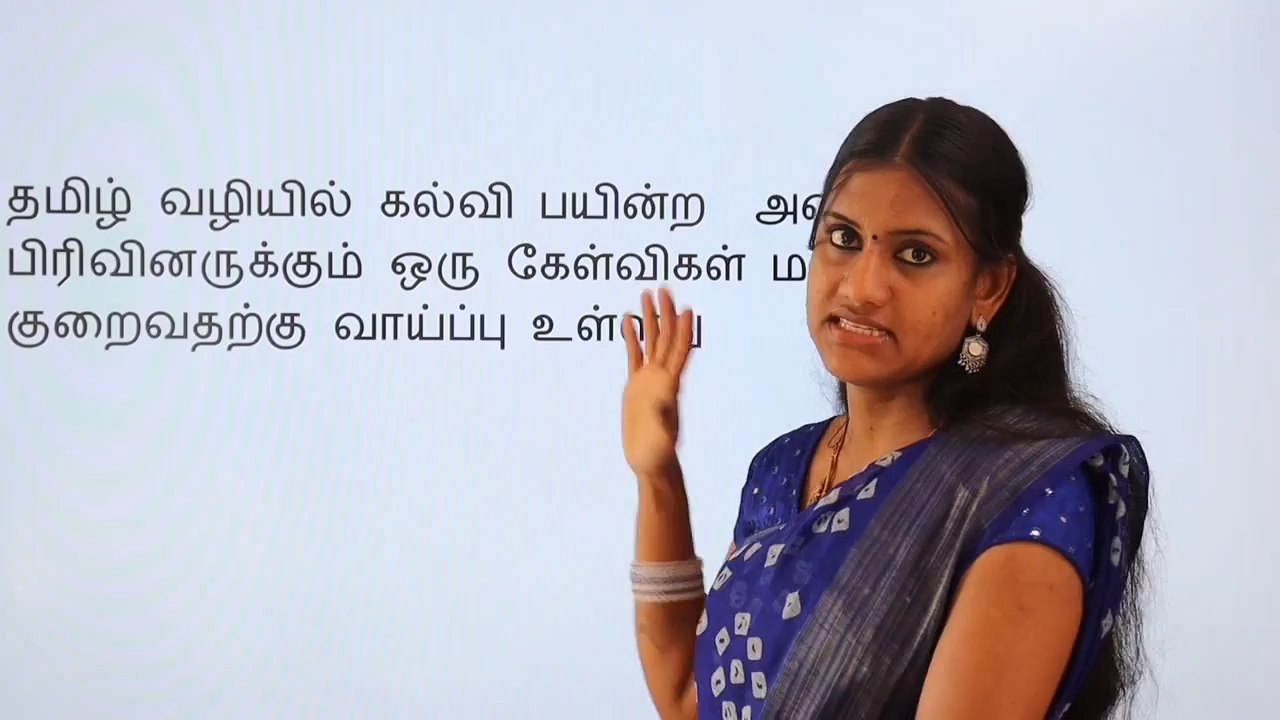 தமிழ் வழியில் கல்வி பயின்ற
பிரிவினருக்கும் ஒரு கேள்விகள்
குறைவதற்கு வாய்ப்பு